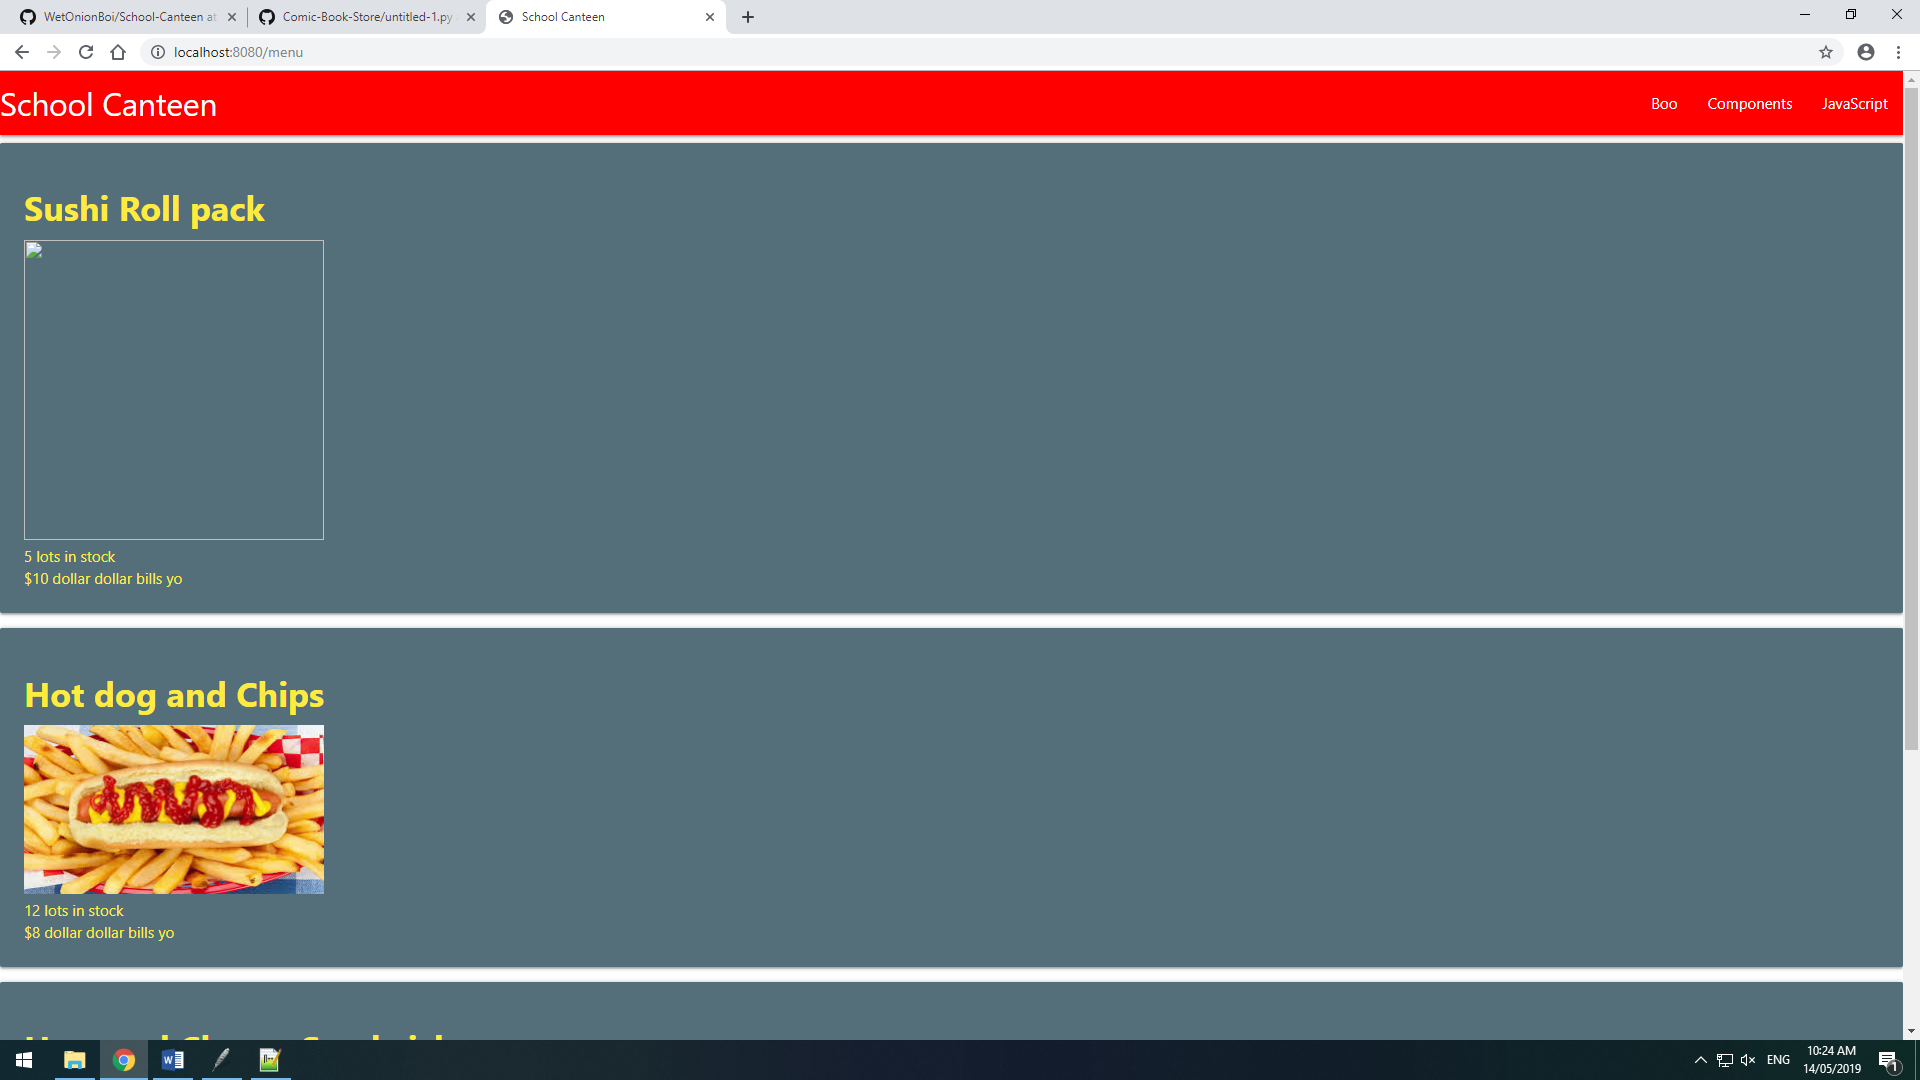 WetOnionBoi/School-Canteen at
Comic-Book-Store/untitled-1.py
School Canteen
localhost:8080/menu
School Canteen
Boo
Components
JavaScript
Sushi Roll pack
5 lots in stock
$10 dollar dollar bills yo
Hot dog and Chips
12 lots in stock
$8 dollar dollar bills yo
ENG
10:24 AM
14/05/2019
1